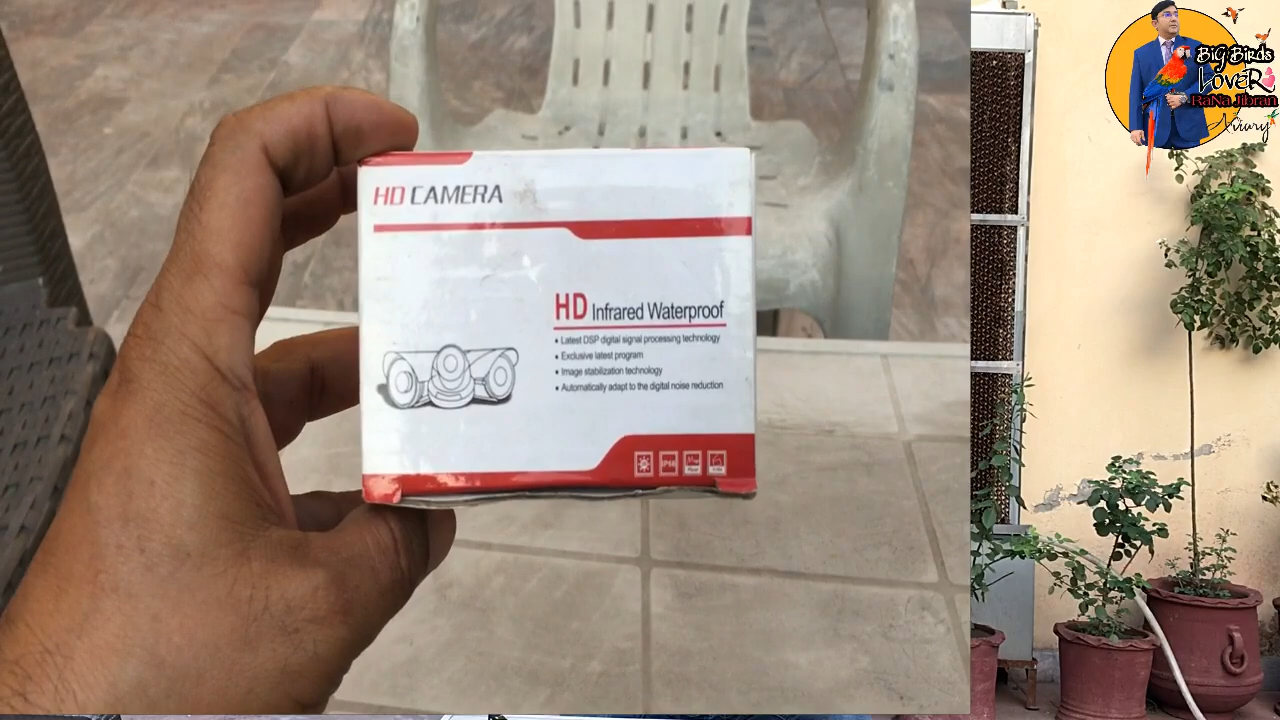 HD CAMERA
HD Infrared Waterproof
• Latest DSP digital signal processing technology
• Exclusive latest program
• Image stabilization technology
• Automatically adapt to the digital noise reduction
IP68
BiG Birds
LoveR
RaNa Jibran
Aviary